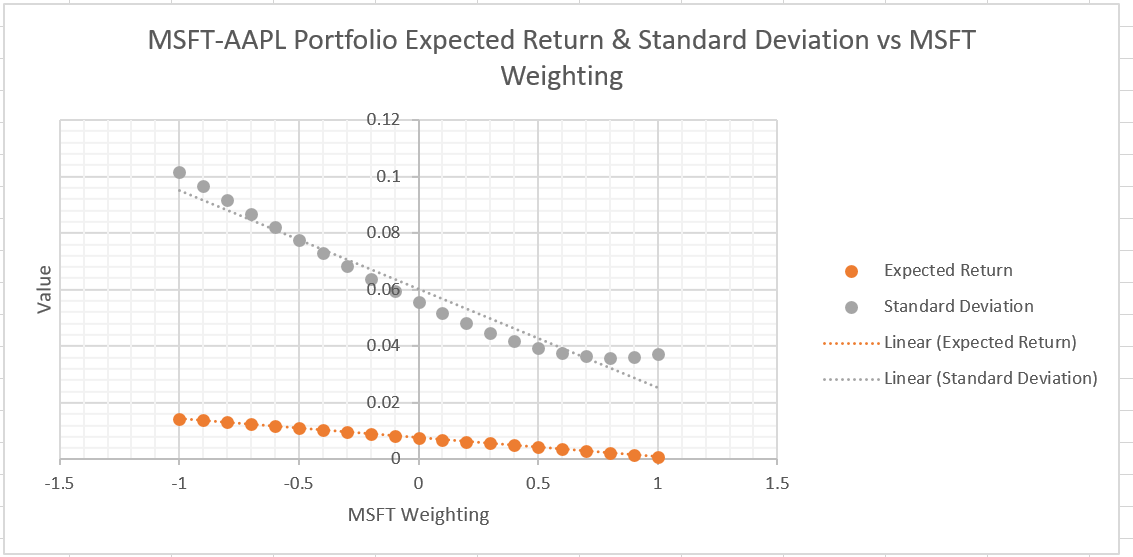 MSFT-AAPL Portfolio Expected Return & Standard Deviation vs MSFT
Weighting
0.12
0.1
0.08
0.06
0.04
0.02
0
-1.5 -1 -0.5 0 0.5 1 1.5
Value
MSFT Weighting
Expected Return
Standard Deviation
Linear (Expected Return)
Linear (Standard Deviation)